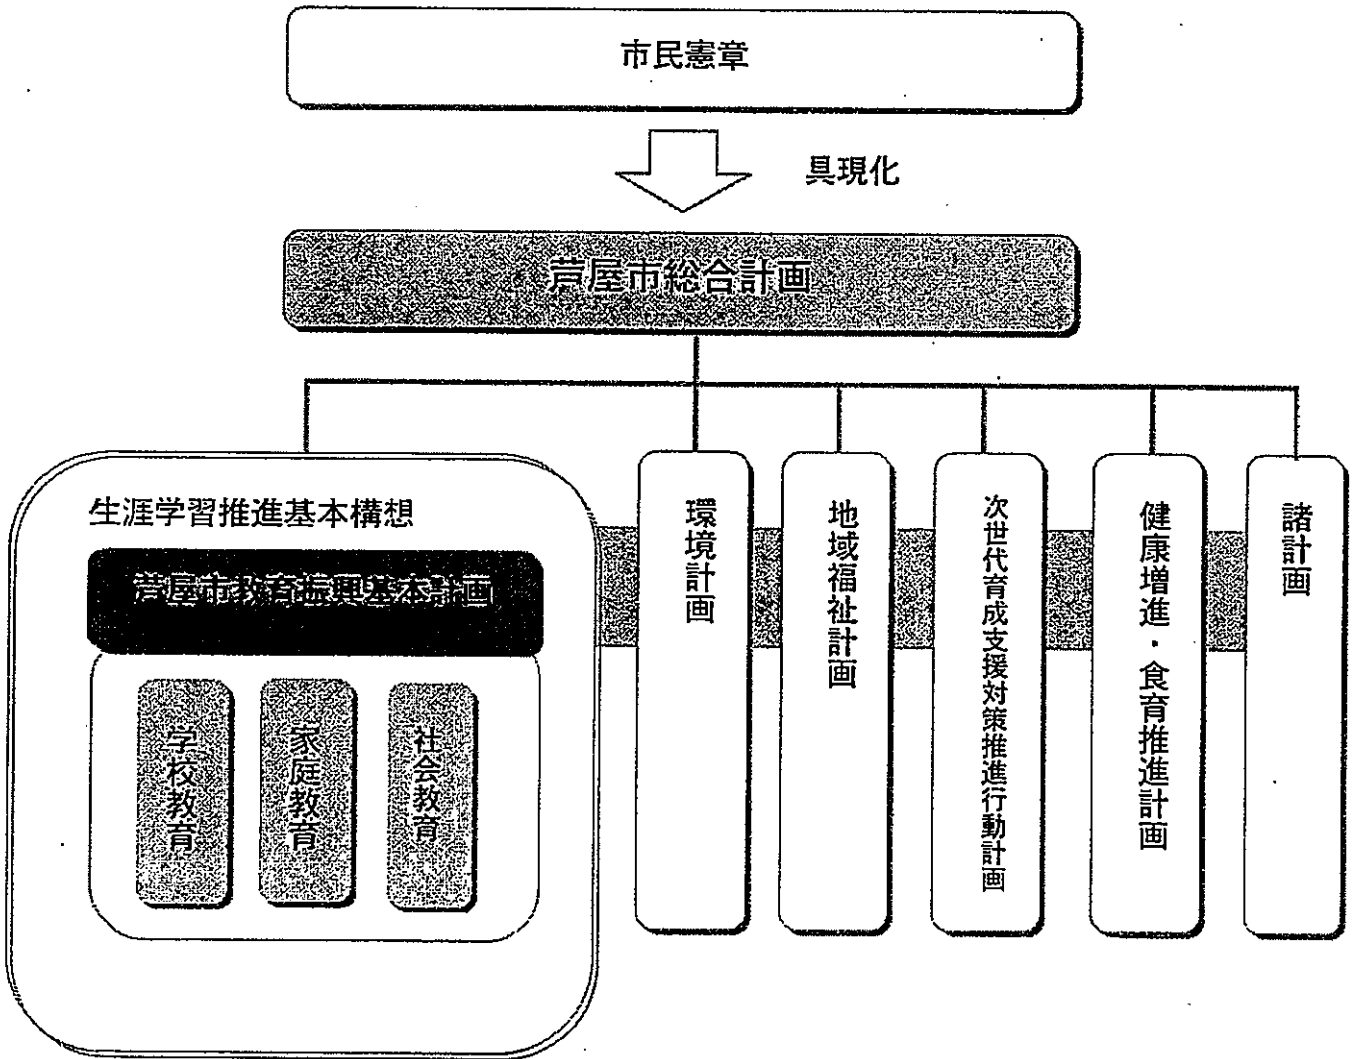 市民憲章
具現化
芦屋市総合計画
生涯学習推進基本構想
芦屋市教育振興基本計画
学校教育
家庭教育
社会教育
環境計画
地域福祉計画
次世代育成支援対策推進行動計画
健康増進・食育推進計画
諸計画